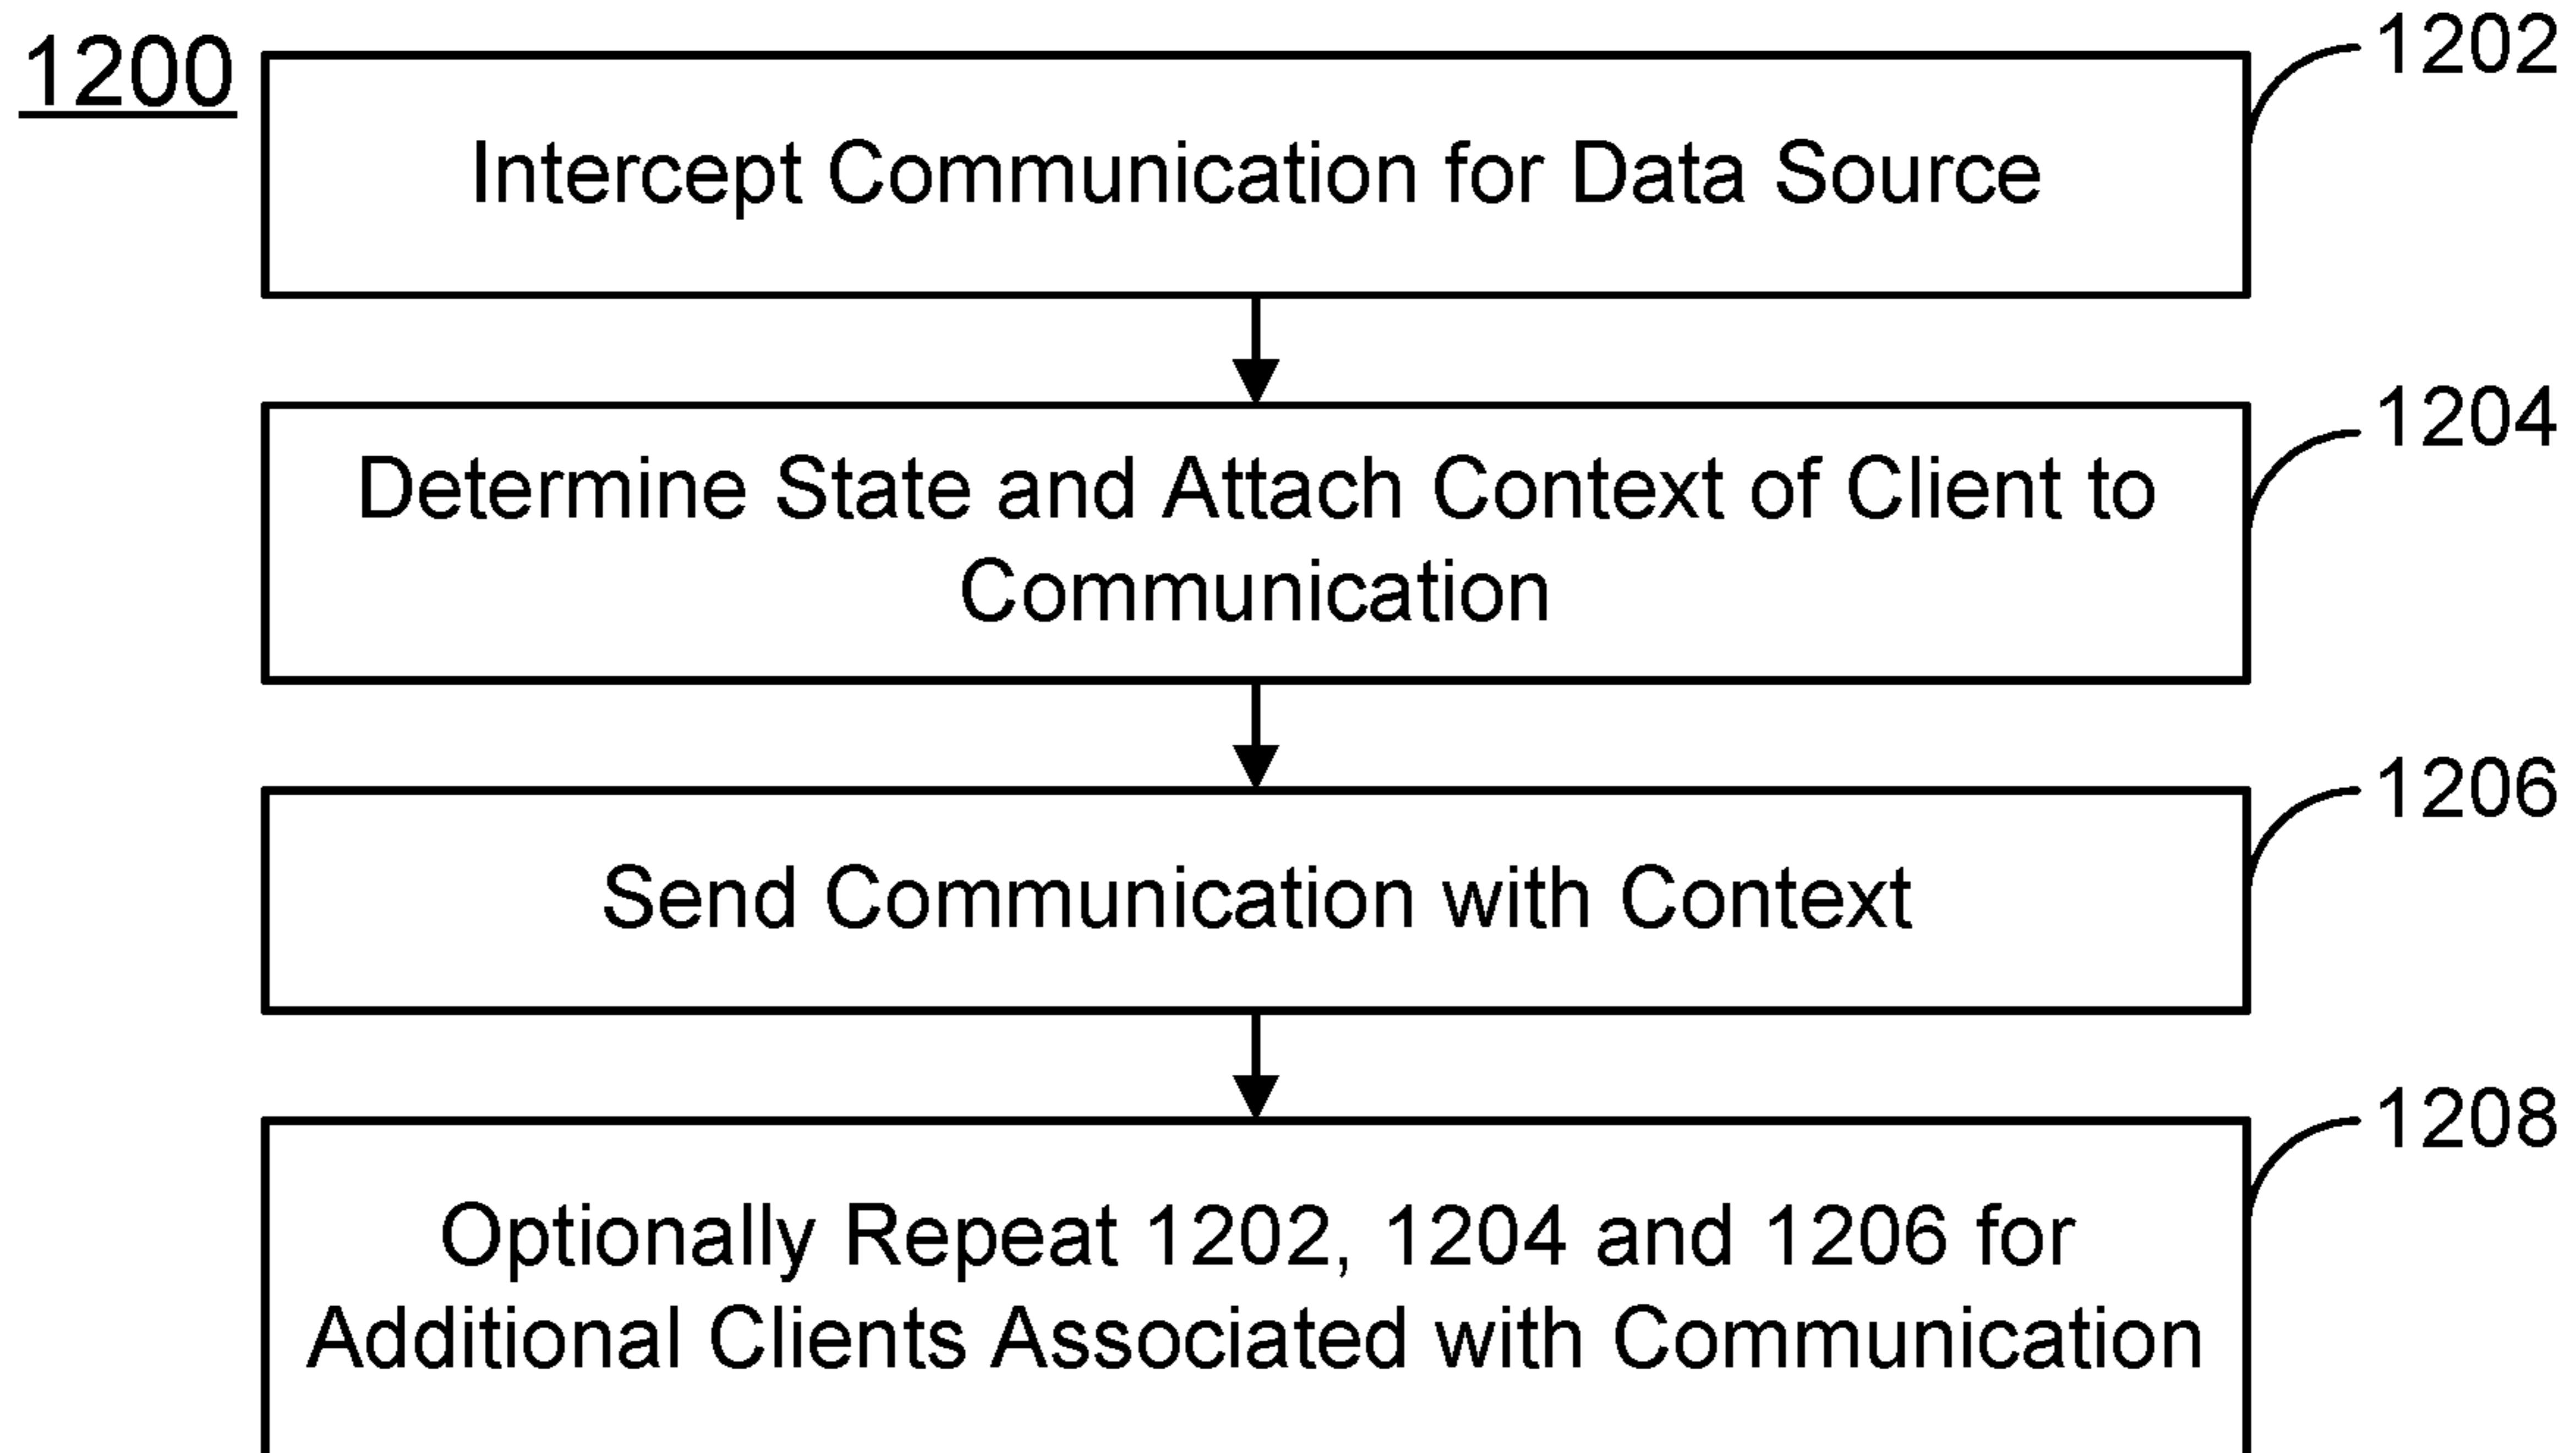 1200
1202
Intercept Communication for Data Source
1204
Determine State and Attach Context of Client to
Communication
1206
Send Communication with Context
1208
Optionally Repeat 1202, 1204 and 1206 for
Additional Clients Associated with Communication